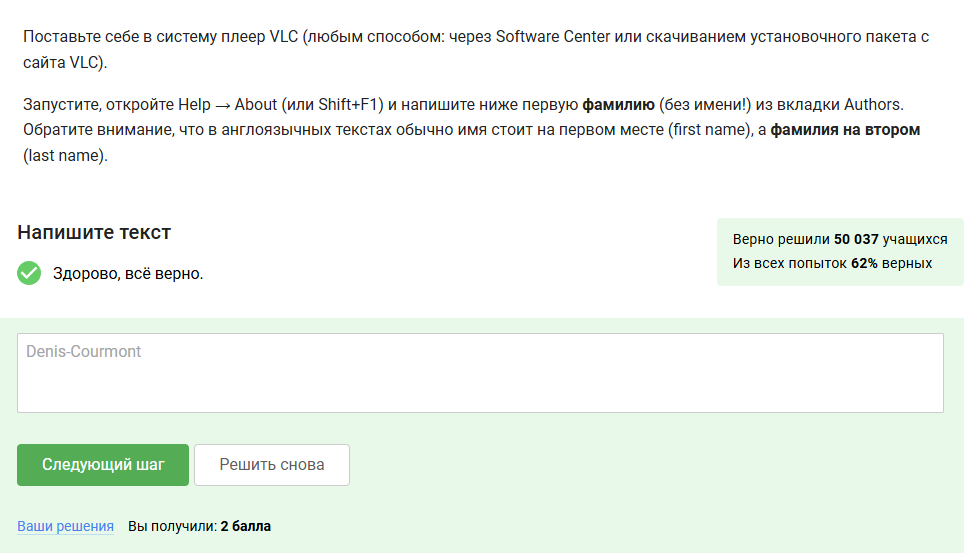 Поставьте себе в систему плеер VLC (любым способом: через Software Center или скачиванием установочного пакета с
сайта VLC).
Запустите, откройте Help → About (или Shift+F1) и напишите ниже первую фамилию (без имени!) из вкладки Authors.
Обратите внимание, что в англоязычных текстах обычно имя стоит на первом месте (first name), а фамилия на втором
(last name).
Напишите текст
Здорово, всё верно.
Верно решили 50 037 учащихся
Из всех попыток 62% верных
Denis-Courmont
Следующий шаг
Решить снова
Ваши решения Вы получили: 2 балла